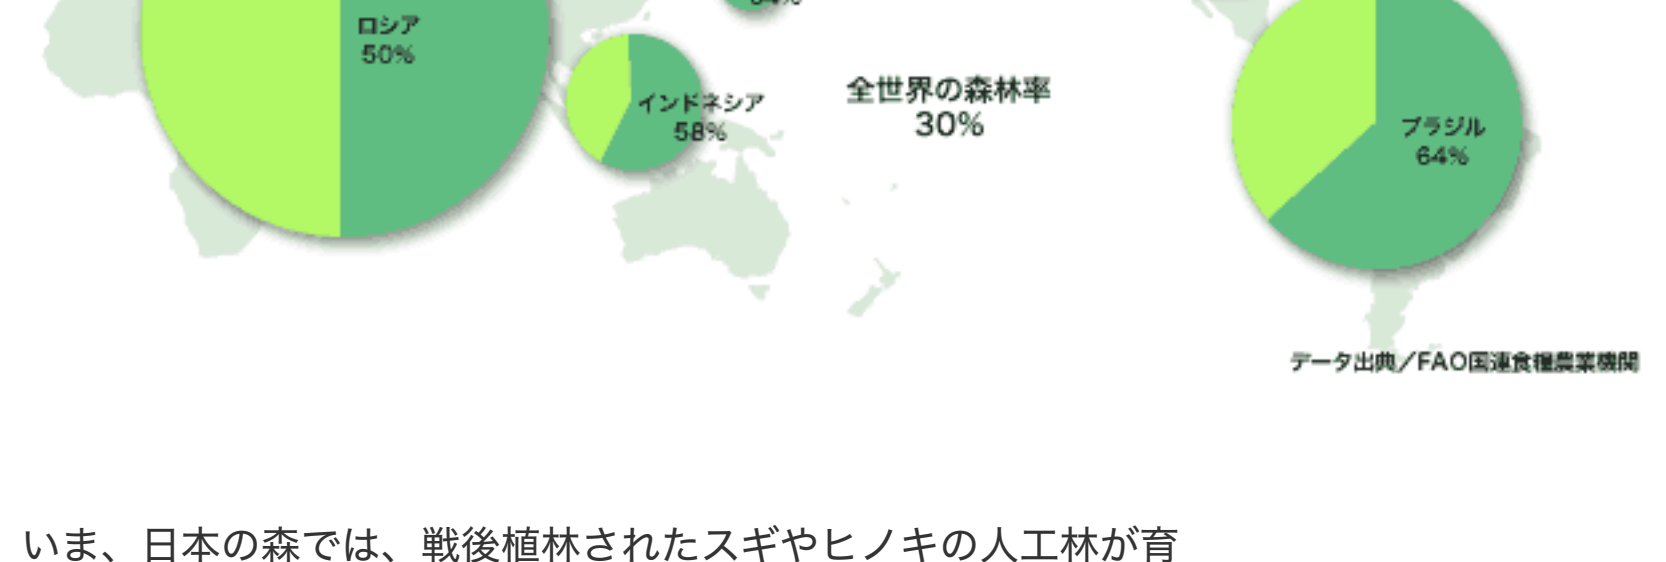 ロシア
50%
インドネシア
58%
全世界の森林率
30%
ブラジル
64%
データ出典／FAO国連食糧農業機関
いま、日本の森では、戦後植林されたスギやヒノキの人工林が育